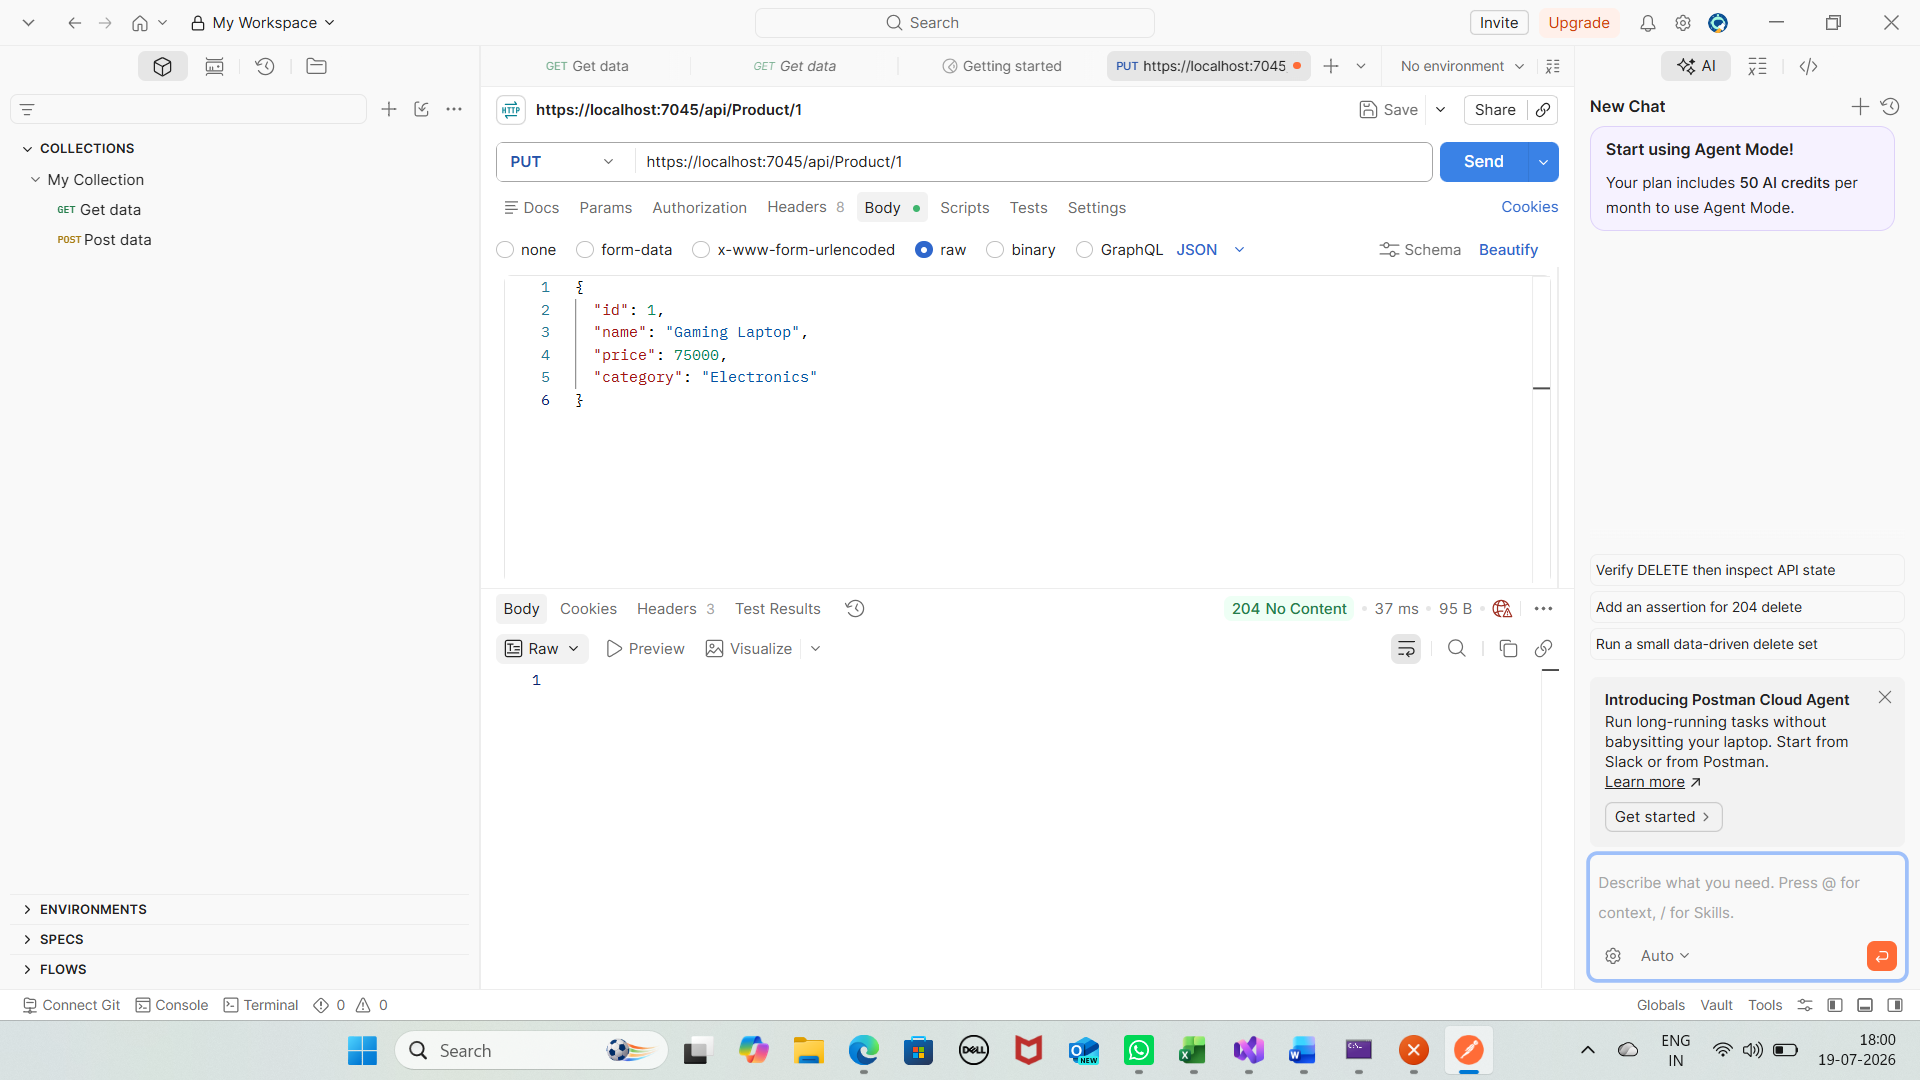 My Workspace
Search
Invite
Upgrade
GET Get data
GET Get data
Getting started
PUT https://localhost:7045
No environment
AI
HTTP https://localhost:7045/api/Product/1
Save
Share
New Chat
COLLECTIONS
My Collection
GET Get data
POST Post data
PUT
https://localhost:7045/api/Product/1
Send
Start using Agent Mode!
Your plan includes 50 AI credits per
month to use Agent Mode.
Docs
Params
Authorization
Headers 8
Body
Scripts
Tests
Settings
Cookies
none
form-data
x-www-form-urlencoded
raw
binary
GraphQL
JSON
Schema
Beautify
1 {
2 "id": 1,
3 "name": "Gaming Laptop",
4 "price": 75000,
5 "category": "Electronics"
6 }
Body
Cookies
Headers 3
Test Results
204 No Content
37 ms
95 B
Raw
Preview
Visualize
1
Verify DELETE then inspect API state
Add an assertion for 204 delete
Run a small data-driven delete set
Introducing Postman Cloud Agent
Run long-running tasks without
babysitting your laptop. Start from
Slack or from Postman.
Learn more
Get started
Describe what you need. Press @ for
context, / for Skills.
Auto
ENVIRONMENTS
SPECS
FLOWS
Connect Git
Console
Terminal
0
0
Globals
Vault
Tools
Search
DELL
NEW
ENG
IN
18:00
19-07-2026